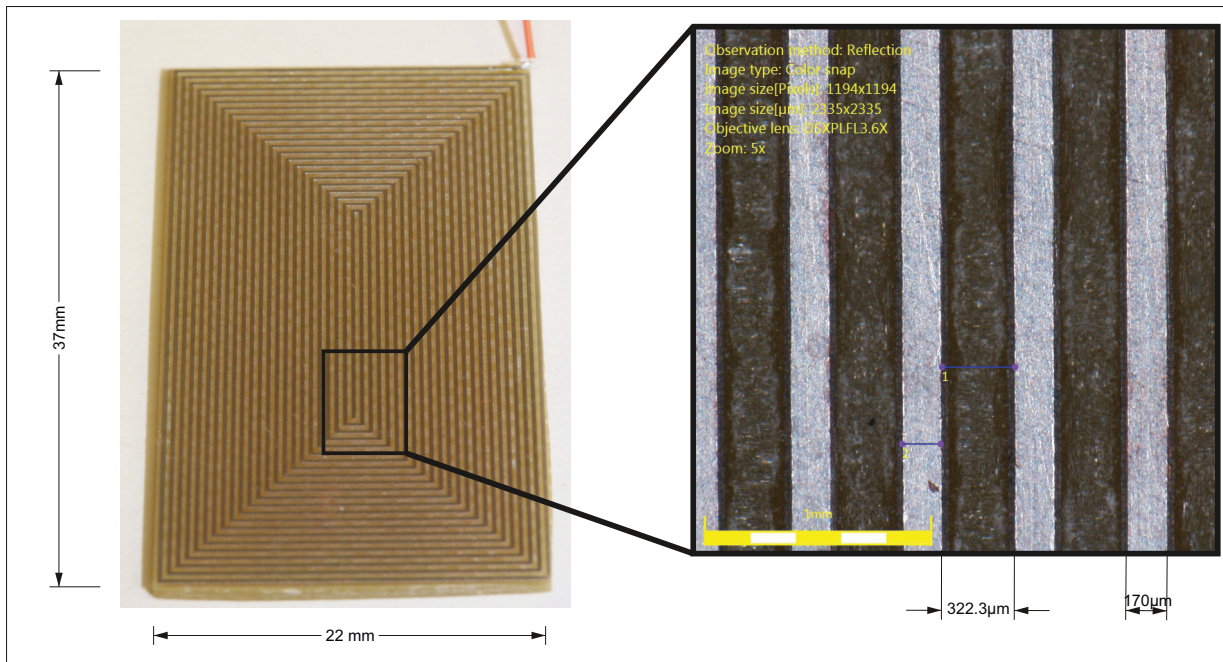 Observation method: Reflection
Image type: Color snap
Image size[Pixels]: 1194x1194
Image size[µm]: 2335x2335
Objective lens: DSXPLFL3.6X
Zoom: 5x
37mm
1
2
1mm
322.3µm
170µm
22 mm